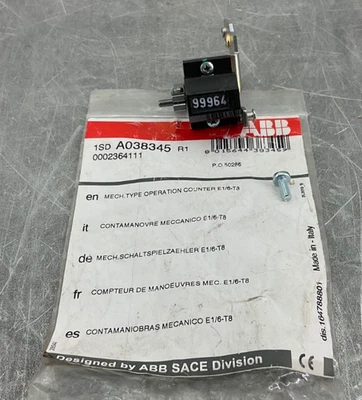 99964
ABB
1SD A038345 R1
0002364111
P.O.50286
en MECH.TYPE OPERATION COUNTER E1/6-T8
it CONTAMANOVRE MECCANICO E1/6-T8
de MECH.SCHALTSPIELZAEHLER E1/6-T8
fr COMPTEUR DE MANOEUVRES MEC. E1/6-T8
es CONTAMANIOBRAS MECANICO E1/6-T8
Designed by ABB SACE Division
Made in - Italy
dis.1647888801
CE